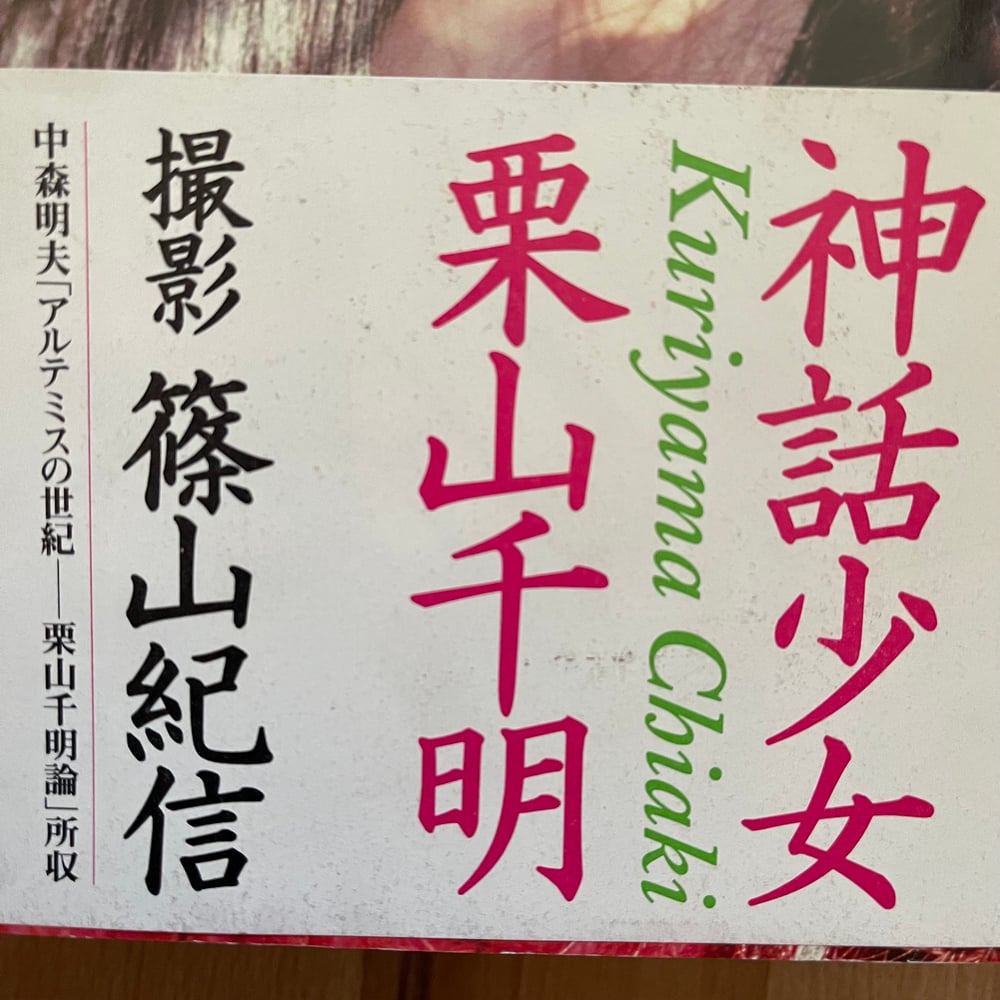 神話少女
Kuriyama Chiaki
栗山千明
撮影 篠山紀信
中森明夫「アルテミスの世紀──栗山千明論」所収